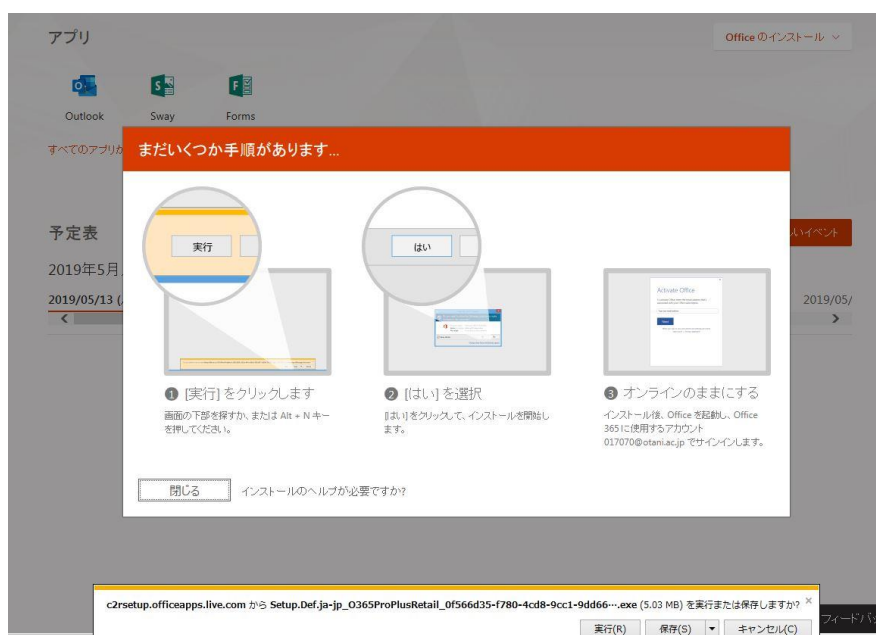 アプリ
Office のインストール
Outlook
Sway
Forms
すべてのアプリか
まだいくつか手順があります...
実行
はい
予定表
いイベント
2019年5月
2019/05/13 (
2019/05/
Activate Office
❶ [実行] をクリックします
画面の下部を探すか、または Alt + N キー
を押してください。
❷ [はい] を選択
[はい] をクリックして、インストールを開始し
ます。
❸ オンラインのままにする
インストール後、Office を起動し、Office
365 に使用するアカウント
017070@otani.ac.jp でサインインします。
閉じる
インストールのヘルプが必要ですか?
c2rsetup.officeapps.live.com から Setup.Def.ja-jp_O365ProPlusRetail_0f566d35-f780-4cd8-9cc1-9dd66….exe (5.03 MB) を実行または保存しますか?
実行(R)
保存(S)
キャンセル(C)
フィードバッ